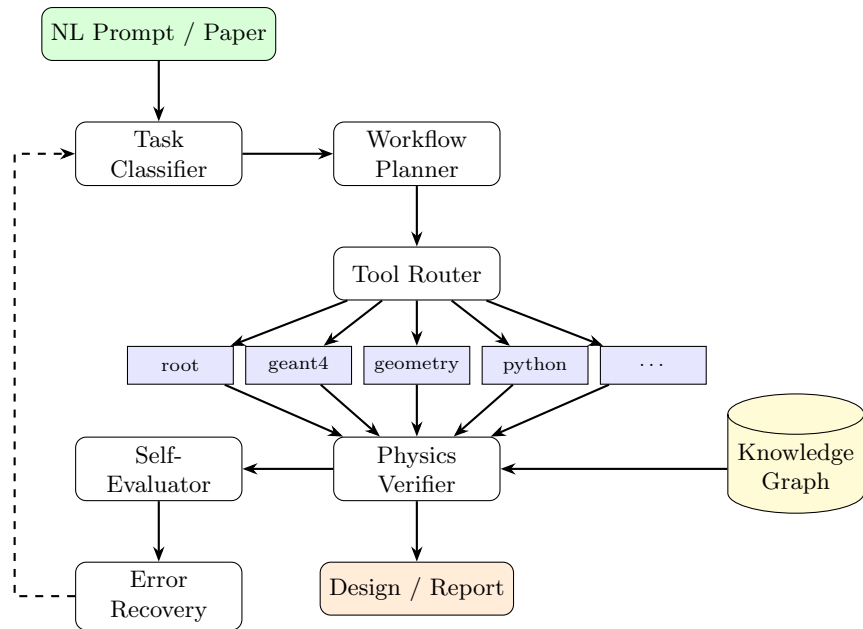 NL Prompt / Paper
Task
Classifier
Workflow
Planner
Tool Router
root
geant4
geometry
python
···
Self-
Evaluator
Physics
Verifier
Knowledge
Graph
Error
Recovery
Design / Report